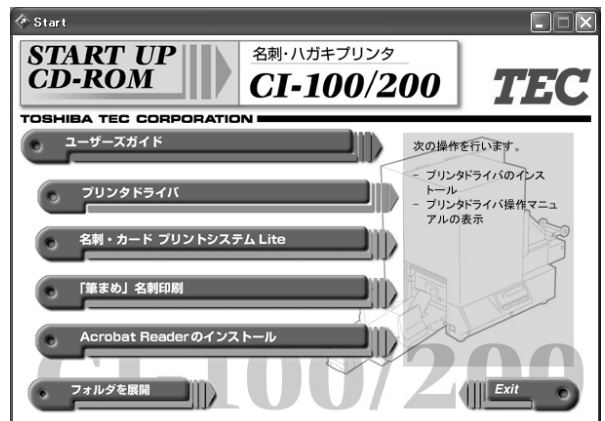 Start
START UP
CD-ROM
名刺・ハガキプリンタ
CI-100/200
TEC
TOSHIBA TEC CORPORATION
ユーザーズガイド
プリンタドライバ
名刺・カード プリントシステム Lite
「筆まめ」名刺印刷
Acrobat Readerのインストール
フォルダを展開
次の操作を行います。
- プリンタドライバのインス
トール
- プリンタドライバ操作マニュ
アルの表示
CI-100/200
Exit